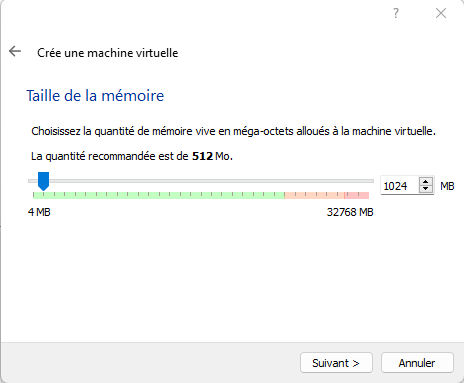 ?
Crée une machine virtuelle
Taille de la mémoire
Choisissez la quantité de mémoire vive en méga-octets alloués à la machine virtuelle.
La quantité recommandée est de 512 Mo.
1024 MB
4 MB 32768 MB
Suivant > Annuler